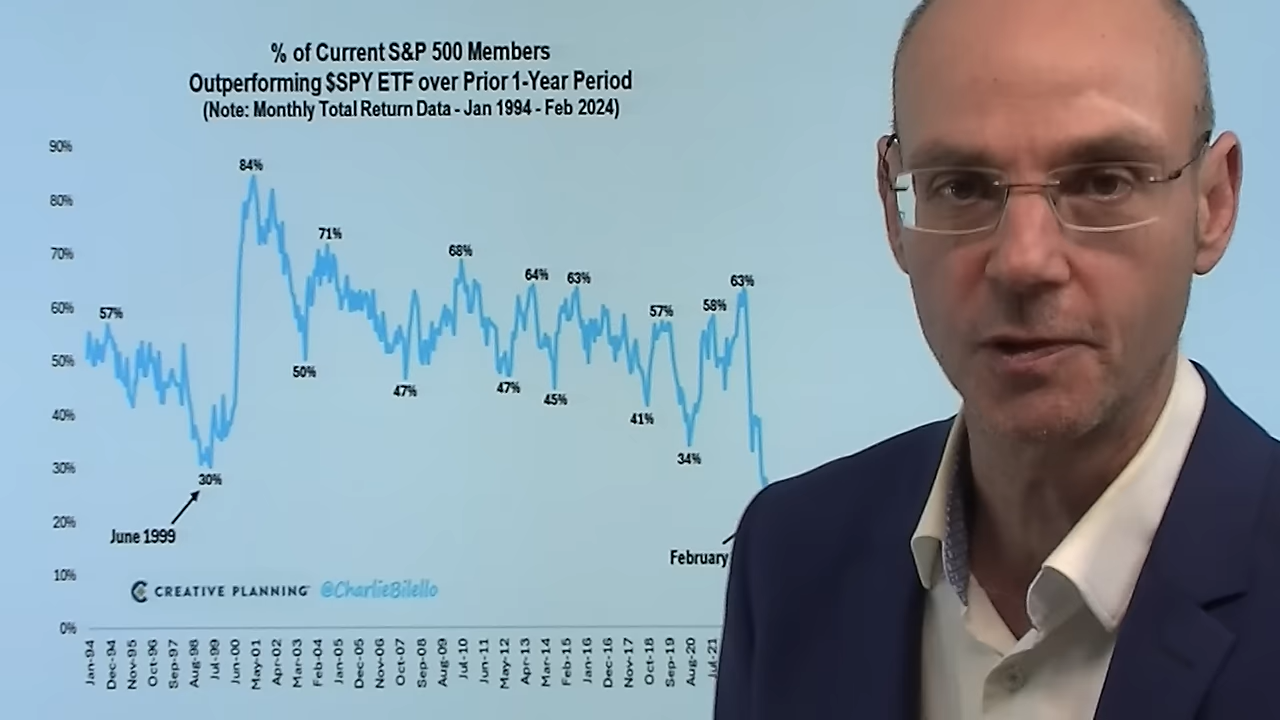 % of Current S&P 500 Members
Outperforming $SPY ETF over Prior 1-Year Period
(Note: Monthly Total Return Data - Jan 1994 - Feb 2024)
90%
84%
80%
71%
70%
68%
64%
63%
63%
60%
57%
57%
58%
50%
50%
47%
47%
45%
41%
40%
34%
30%
30%
20%
June 1999
February
10%
CREATIVE PLANNING
@CharlieBilello
0%
Jan-94
Dec-94
Nov-95
Oct-96
Sep-97
Aug-98
Jul-99
Jun-00
May-01
Apr-02
Mar-03
Feb-04
Jan-05
Dec-05
Nov-06
Oct-07
Sep-08
Aug-09
Jul-10
Jun-11
May-12
Apr-13
Mar-14
Feb-15
Jan-16
Dec-16
Nov-17
Oct-18
Sep-19
Aug-20
Jul-21